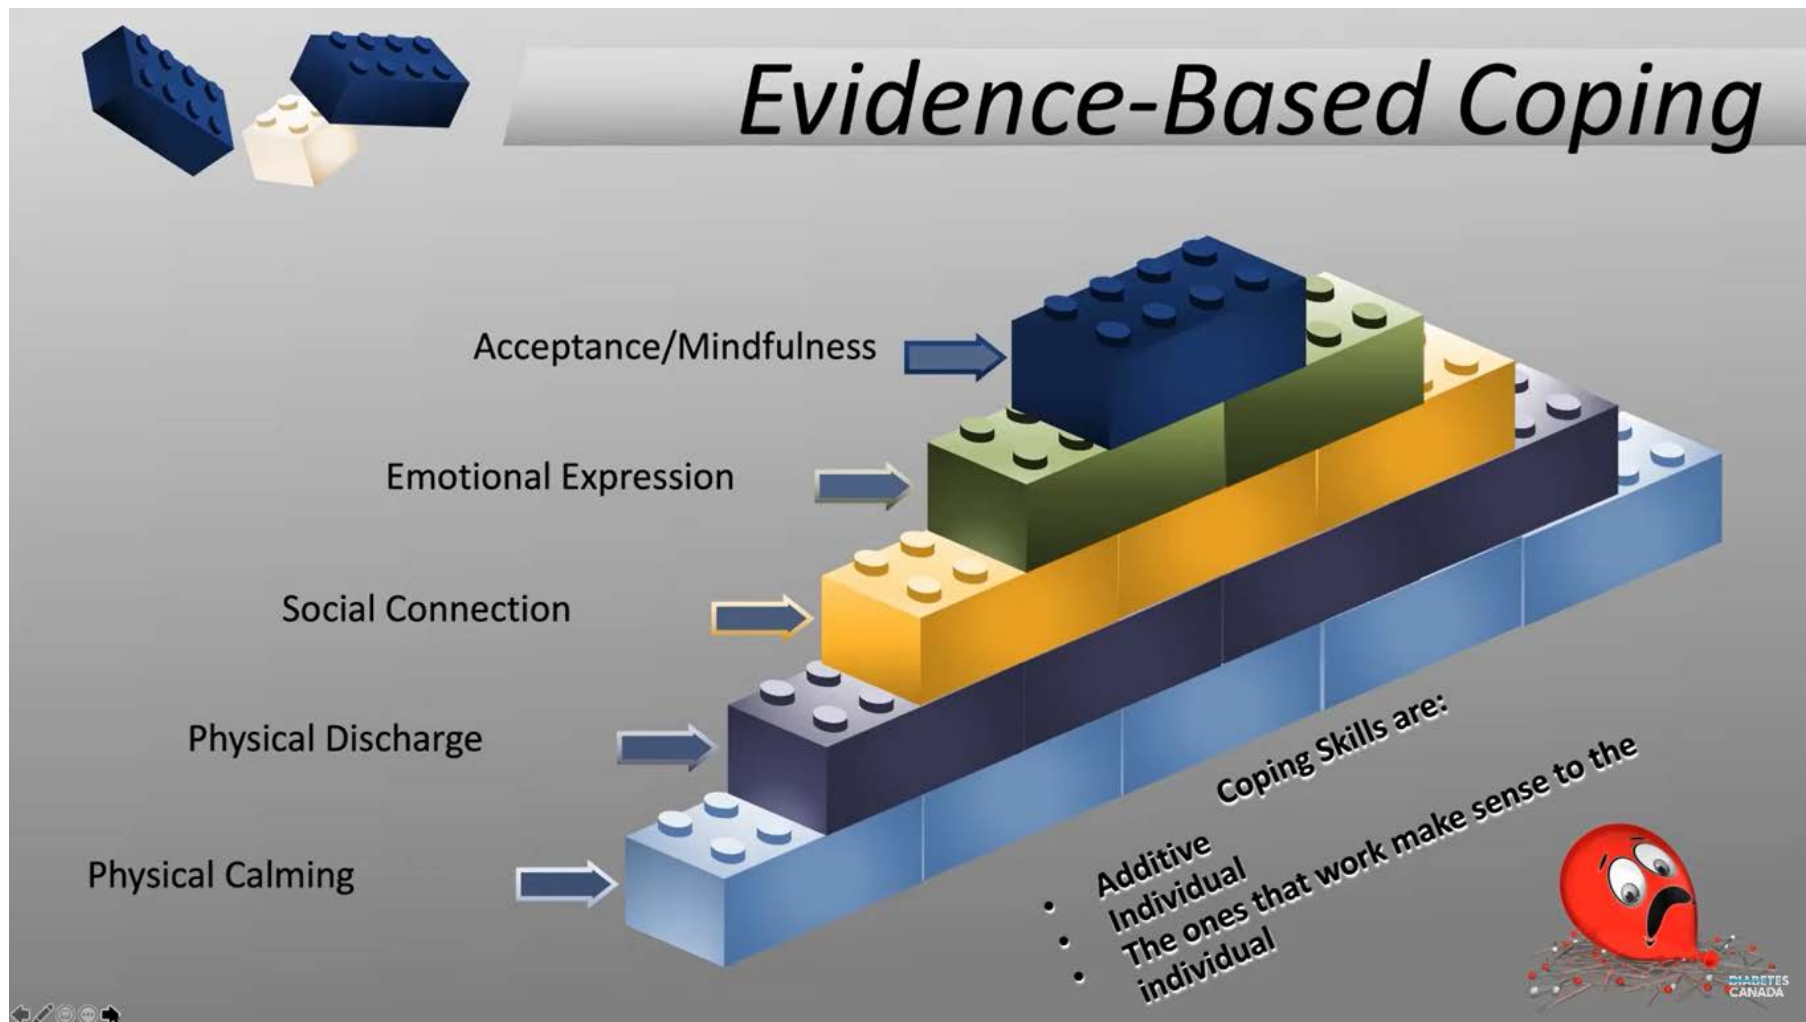 Evidence-Based Coping
Acceptance/Mindfulness
Emotional Expression
Social Connection
Physical Discharge
Physical Calming
Coping Skills are:
• Additive
• Individual
• The ones that work make sense to the
individual
DIABETES
CANADA